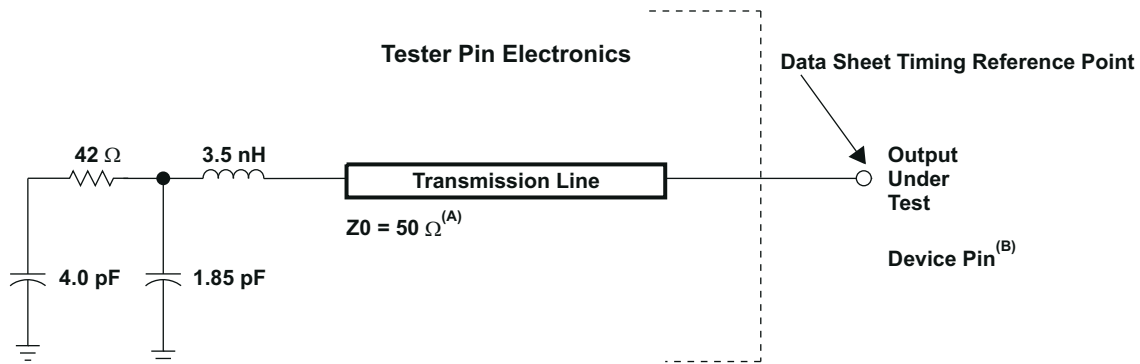 Tester Pin Electronics
Data Sheet Timing Reference Point
42 Ω
3.5 nH
Transmission Line
Output
Under
Test
Z0 = 50 Ω(A)
Device Pin(B)
4.0 pF
1.85 pF